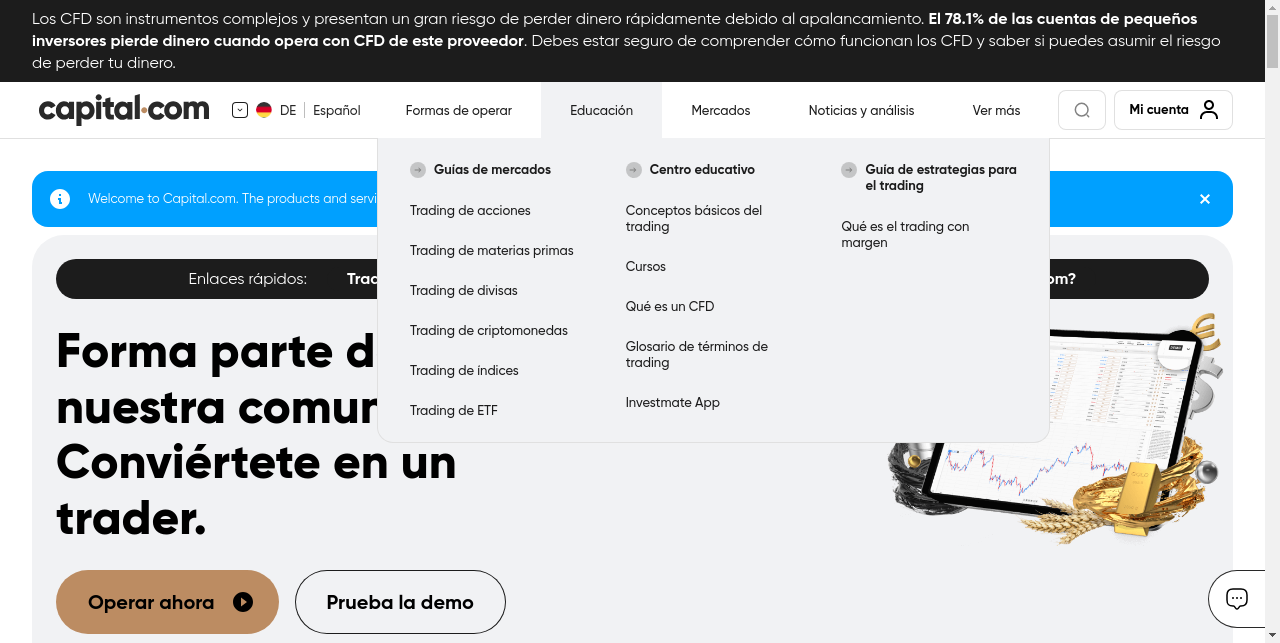 Los CFD son instrumentos complejos y presentan un gran riesgo de perder dinero rápidamente debido al apalancamiento. El 78.1% de las cuentas de pequeños
inversores pierde dinero cuando opera con CFD de este proveedor. Debes estar seguro de comprender cómo funcionan los CFD y saber si puedes asumir el riesgo
de perder tu dinero.
capital.com
DE
Español
Formas de operar
Educación
Mercados
Noticias y análisis
Ver más
Mi cuenta
Guías de mercados
Trading de acciones
Trading de materias primas
Trading de divisas
Trading de criptomonedas
Trading de índices
Trading de ETF
Centro educativo
Conceptos básicos del
trading
Cursos
Qué es un CFD
Glosario de términos de
trading
Investmate App
Guía de estrategias para
el trading
Qué es el trading con
margen
Welcome to Capital.com. The products and servi
Enlaces rápidos:
Forma parte d
nuestra comun
Conviértete en un
trader.
Operar ahora
Prueba la demo